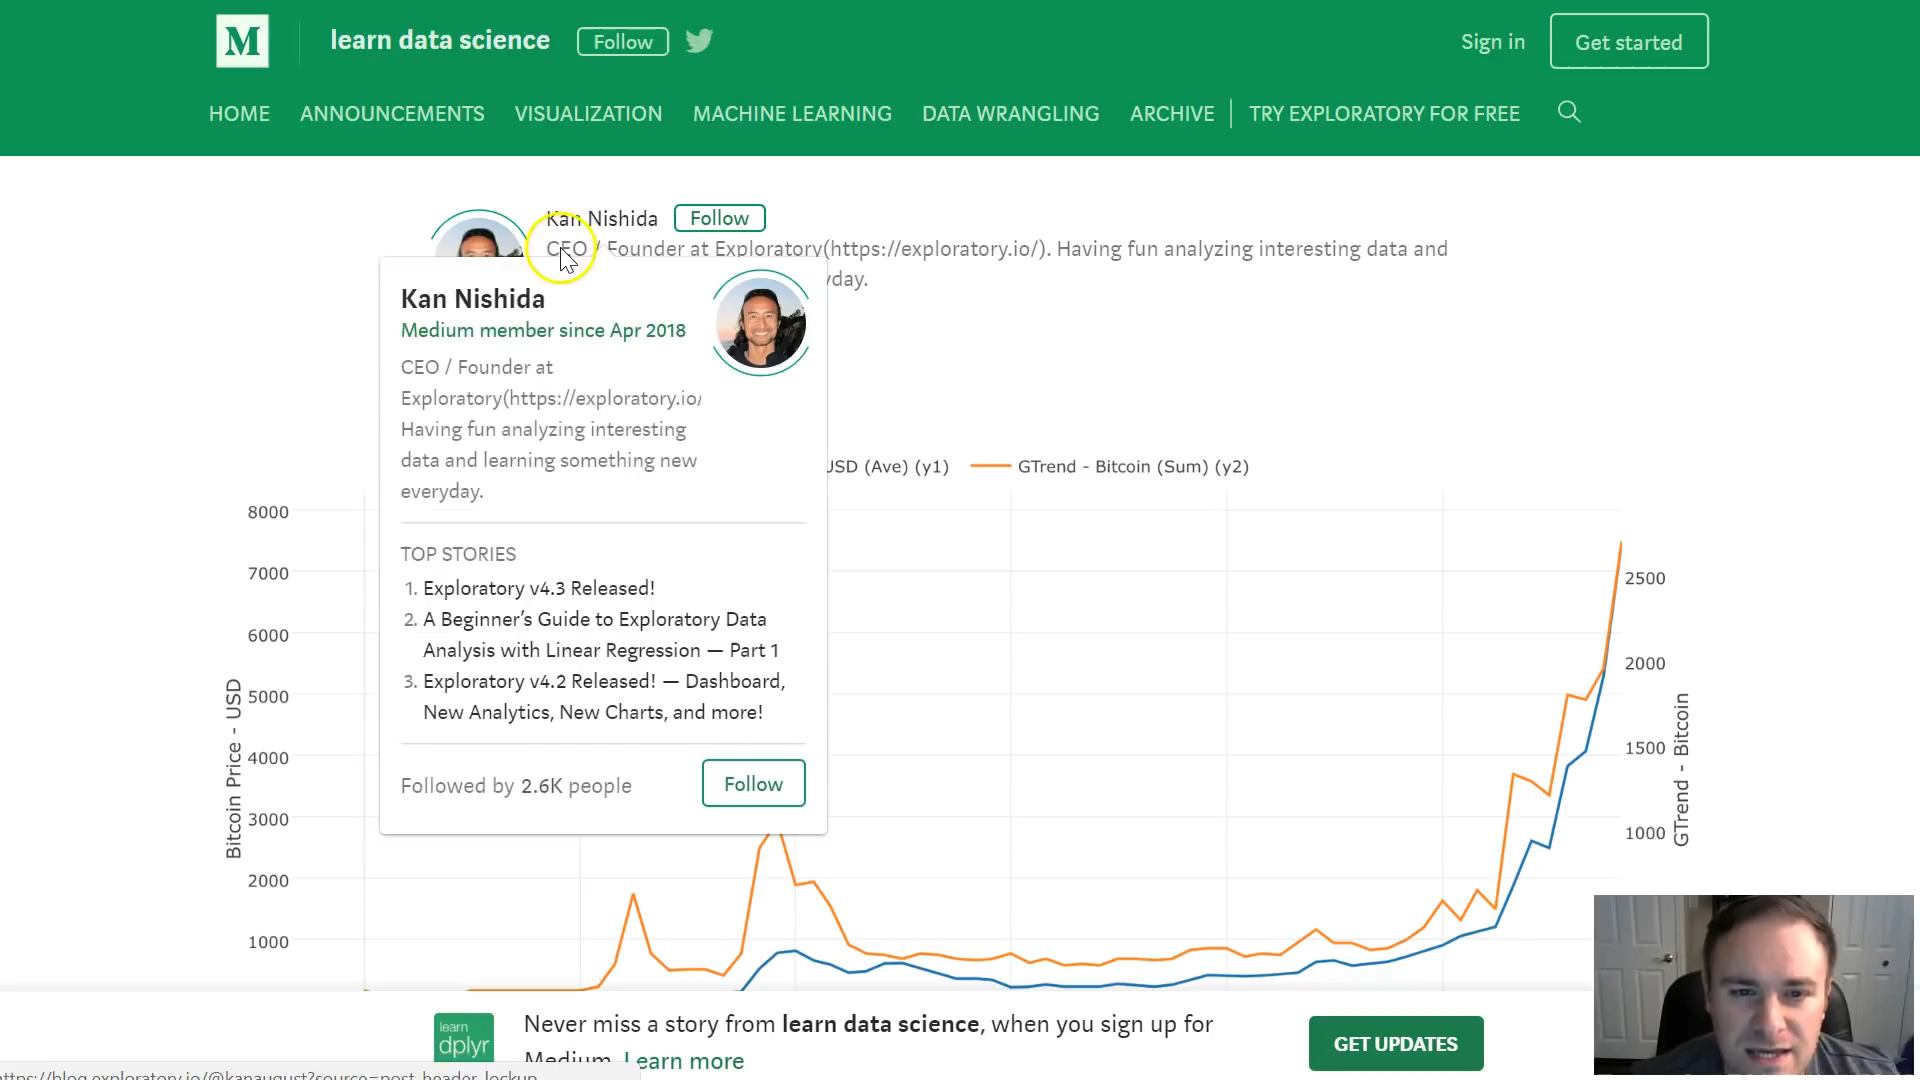 M
learn data science
Follow
Sign in
Get started
HOME
ANNOUNCEMENTS
VISUALIZATION
MACHINE LEARNING
DATA WRANGLING
ARCHIVE
TRY EXPLORATORY FOR FREE
Kan Nishida
Follow
CEO / Founder at Exploratory(https://exploratory.io/). Having fun analyzing interesting data and
Kan Nishida
Medium member since Apr 2018
CEO / Founder at
Exploratory(https://exploratory.io/
Having fun analyzing interesting
data and learning something new
everyday.
TOP STORIES
1. Exploratory v4.3 Released!
2. A Beginner’s Guide to Exploratory Data
Analysis with Linear Regression — Part 1
3. Exploratory v4.2 Released! — Dashboard,
New Analytics, New Charts, and more!
Followed by 2.6K people
Follow
USD (Ave) (y1)
GTrend - Bitcoin (Sum) (y2)
8000
7000
6000
5000
4000
3000
2000
1000
Bitcoin Price - USD
2500
2000
1500
1000
GTrend - Bitcoin
learn
dplyr
Never miss a story from learn data science, when you sign up for
Medium. Learn more
GET UPDATES
https://blog.exploratory.io/@kanaugust?source=post_header_lockup